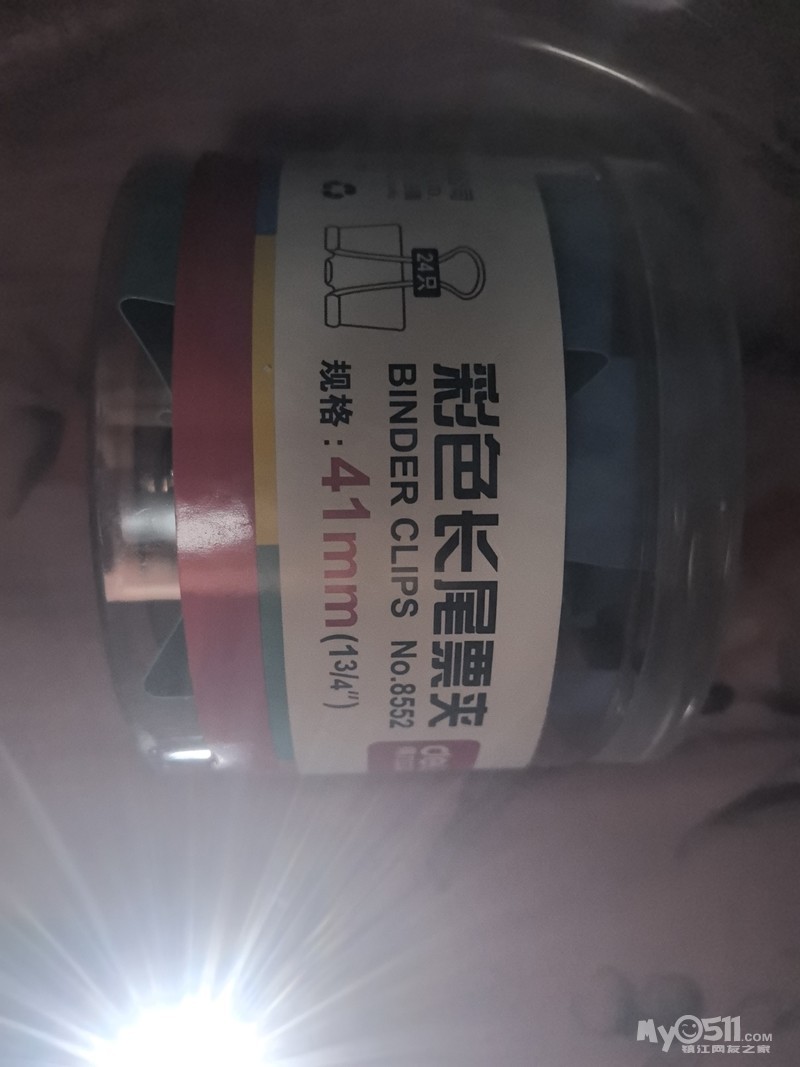 24只
彩色长尾票夹
BINDER CLIPS No.8552
规格:41mm(13/4")
de
My0511.COM
镇江网友之家